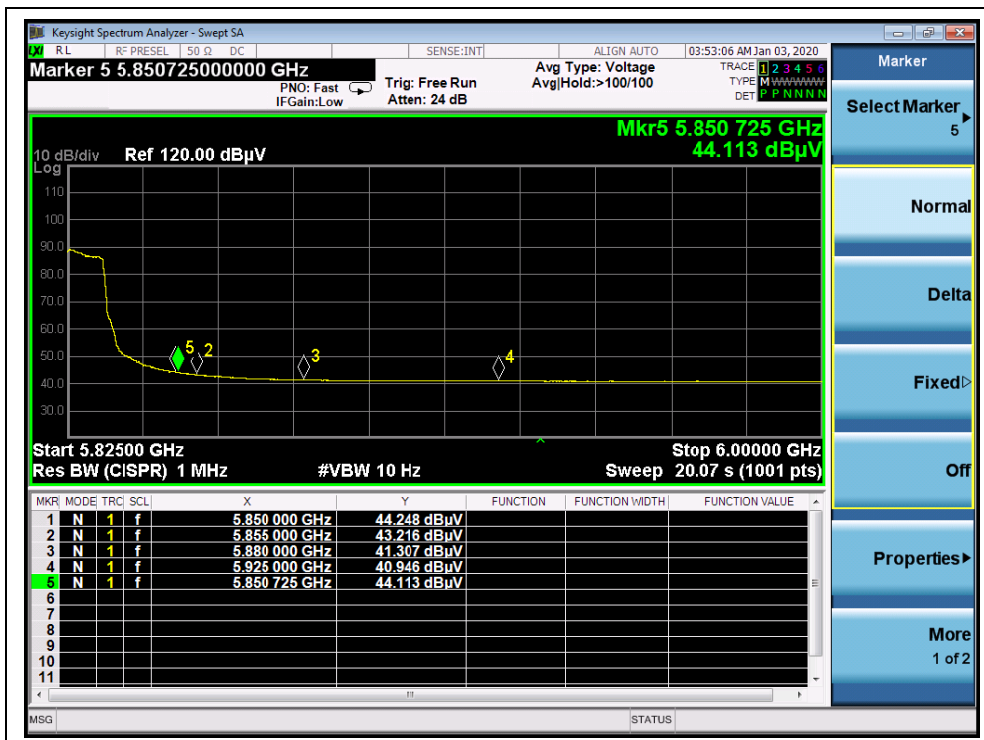 Keysight Spectrum Analyzer - Swept SA
LXI RL RF PRESEL 50 Ω DC SENSE:INT ALIGN AUTO 03:53:06 AM Jan 03, 2020
Marker 5 5.850725000000 GHz
PNO: Fast
IFGain:Low
Trig: Free Run
Atten: 24 dB
Avg Type: Voltage
Avg|Hold:>100/100
TRACE 1 2 3 4 5 6
TYPE M W W W W W
DET P P N N N N
Mkr5 5.850 725 GHz
44.113 dBµV
10 dB/div Ref 120.00 dBµV
Log
110
100
90.0
80.0
70.0
60.0
50.0
40.0
30.0
5 2 3 4
Start 5.82500 GHz Stop 6.00000 GHz
Res BW (CISPR) 1 MHz #VBW 10 Hz Sweep 20.07 s (1001 pts)
MKR MODE TRC SCL X Y FUNCTION FUNCTION WIDTH FUNCTION VALUE
1 N 1 f 5.850 000 GHz 44.248 dBµV
2 N 1 f 5.855 000 GHz 43.216 dBµV
3 N 1 f 5.880 000 GHz 41.307 dBµV
4 N 1 f 5.925 000 GHz 40.946 dBµV
5 N 1 f 5.850 725 GHz 44.113 dBµV
6
7
8
9
10
11
MSG STATUS
Marker
Select Marker
5
Normal
Delta
Fixed
Off
Properties
More
1 of 2